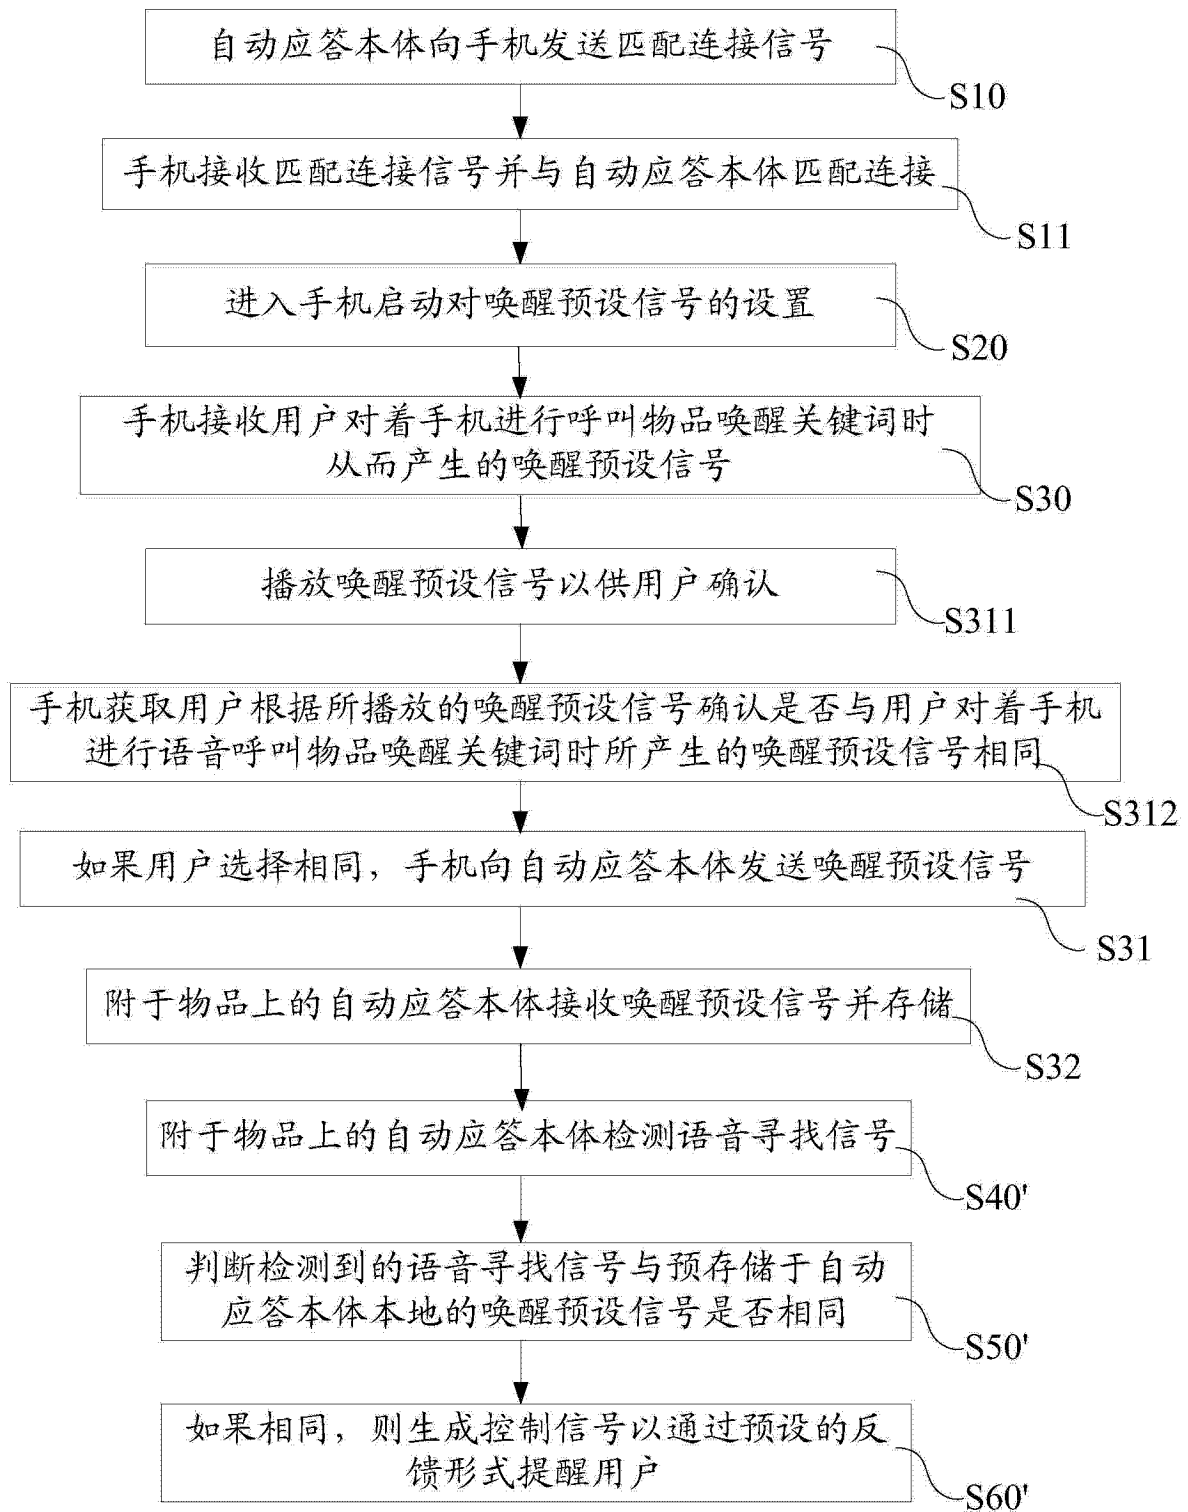 自动应答本体向手机发送匹配连接信号
S10
手机接收匹配连接信号并与自动应答本体匹配连接
S11
进入手机启动对唤醒预设信号的设置
S20
手机接收用户对着手机进行呼叫物品唤醒关键词时
从而产生的唤醒预设信号
S30
播放唤醒预设信号以供用户确认
S311
手机获取用户根据所播放的唤醒预设信号确认是否与用户对着手机
进行语音呼叫物品唤醒关键词时所产生的唤醒预设信号相同
S312
如果用户选择相同，手机向自动应答本体发送唤醒预设信号
S31
附于物品上的自动应答本体接收唤醒预设信号并存储
S32
附于物品上的自动应答本体检测语音寻找信号
S40'
判断检测到的语音寻找信号与预存储于自动
应答本体本地的唤醒预设信号是否相同
S50'
如果相同，则生成控制信号以通过预设的反
馈形式提醒用户
S60'